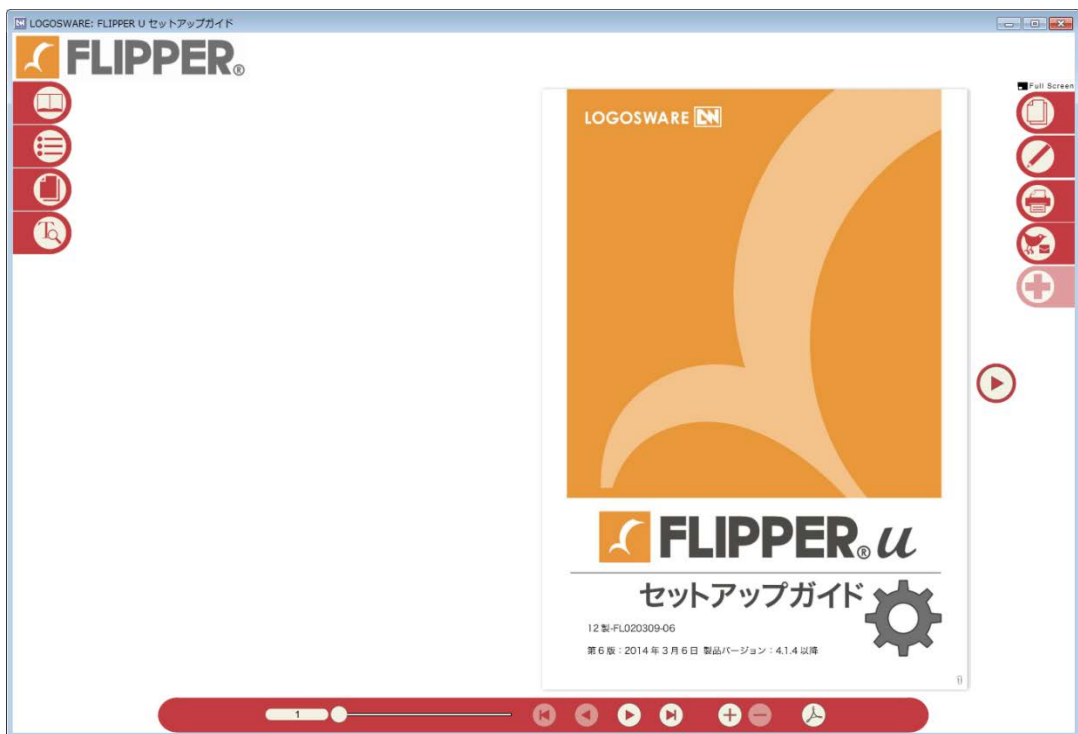 LOGOSWARE: FLIPPER U セットアップガイド
FLIPPER®
Full Screen
LOGOSWARE
FLIPPER® u
セットアップガイド
12製-FL020309-06
第6版：2014年3月6日 製品バージョン：4.1.4以降
1